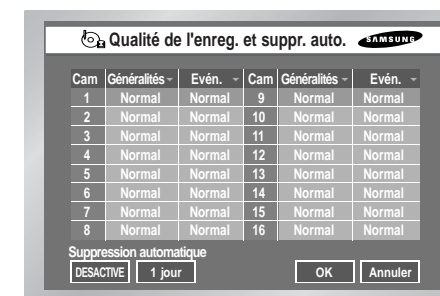 Qualité de l'enreg. et suppr. auto. SAMSUNG
Cam Généralités Evén. Cam Généralités Evén.
1 Normal Normal 9 Normal Normal
2 Normal Normal 10 Normal Normal
3 Normal Normal 11 Normal Normal
4 Normal Normal 12 Normal Normal
5 Normal Normal 13 Normal Normal
6 Normal Normal 14 Normal Normal
7 Normal Normal 15 Normal Normal
8 Normal Normal 16 Normal Normal
Suppression automatique
DESACTIVE 1 jour OK Annuler